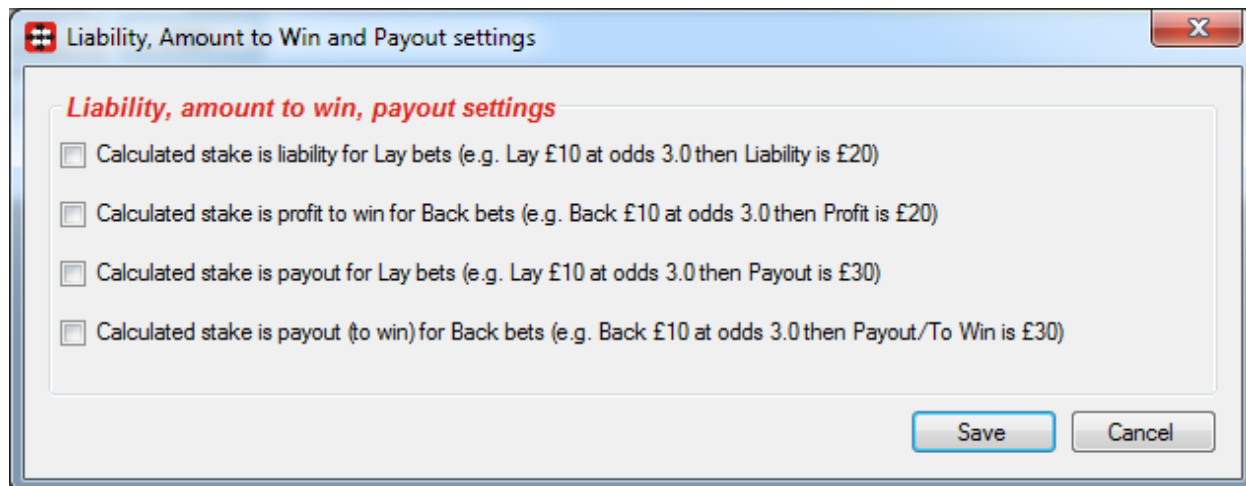 Liability, Amount to Win and Payout settings
Liability, amount to win, payout settings
Calculated stake is liability for Lay bets (e.g. Lay £10 at odds 3.0 then Liability is £20)
Calculated stake is profit to win for Back bets (e.g. Back £10 at odds 3.0 then Profit is £20)
Calculated stake is payout for Lay bets (e.g. Lay £10 at odds 3.0 then Payout is £30)
Calculated stake is payout (to win) for Back bets (e.g. Back £10 at odds 3.0 then Payout/To Win is £30)
Save Cancel